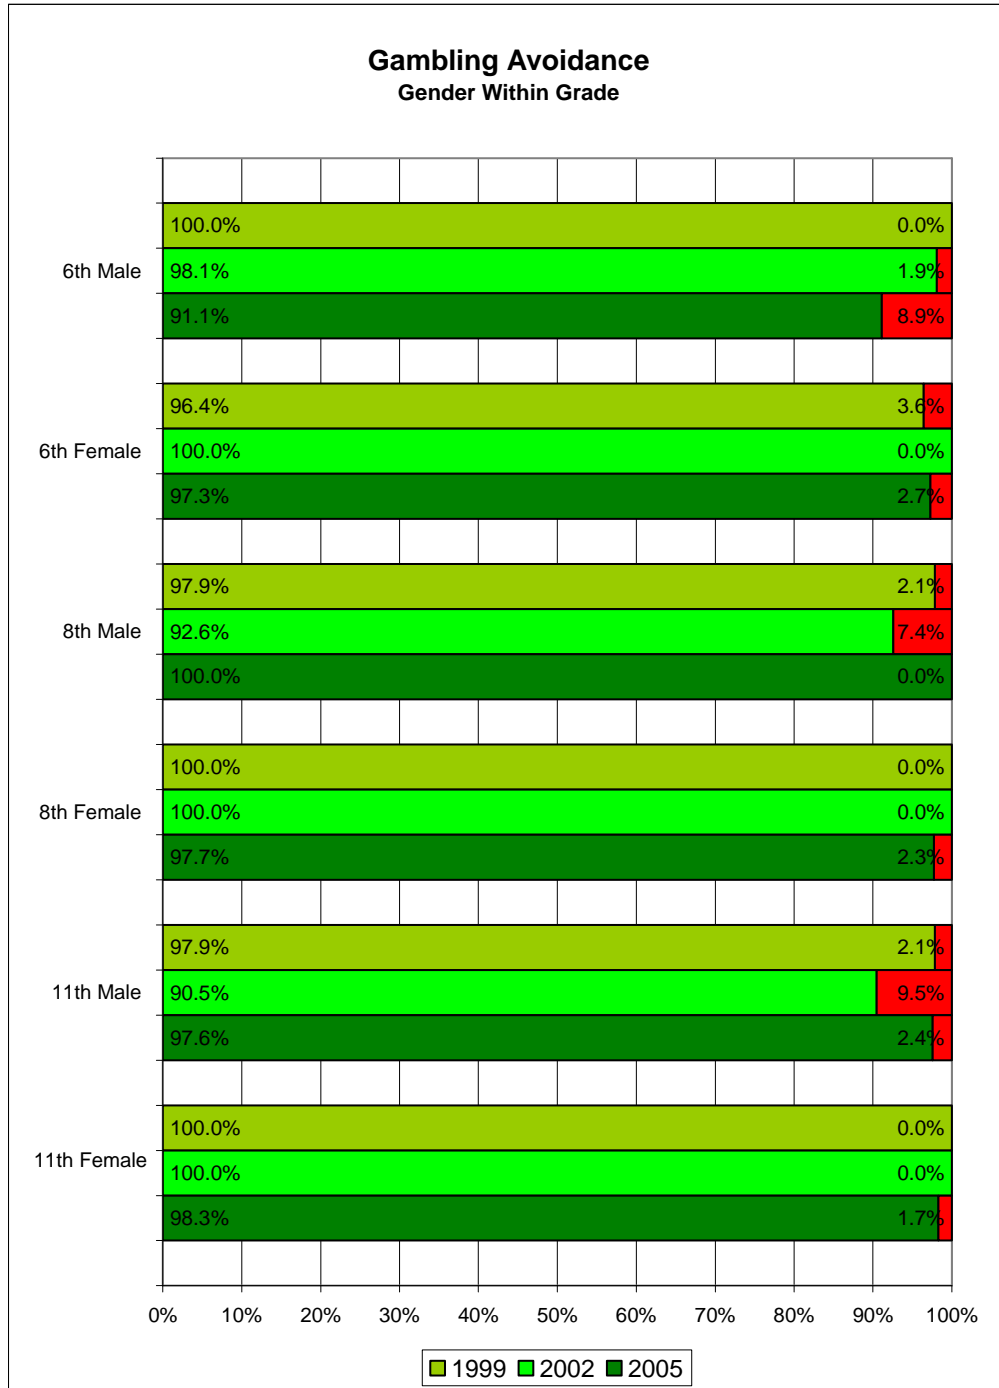 Gambling Avoidance
Gender Within Grade
100.0% 0.0%
6th Male 98.1% 1.9%
91.1% 8.9%
96.4% 3.6%
6th Female 100.0% 0.0%
97.3% 2.7%
97.9% 2.1%
8th Male 92.6% 7.4%
100.0% 0.0%
100.0% 0.0%
8th Female 100.0% 0.0%
97.7% 2.3%
97.9% 2.1%
11th Male 90.5% 9.5%
97.6% 2.4%
100.0% 0.0%
11th Female 100.0% 0.0%
98.3% 1.7%
0% 10% 20% 30% 40% 50% 60% 70% 80% 90% 100%
1999 2002 2005